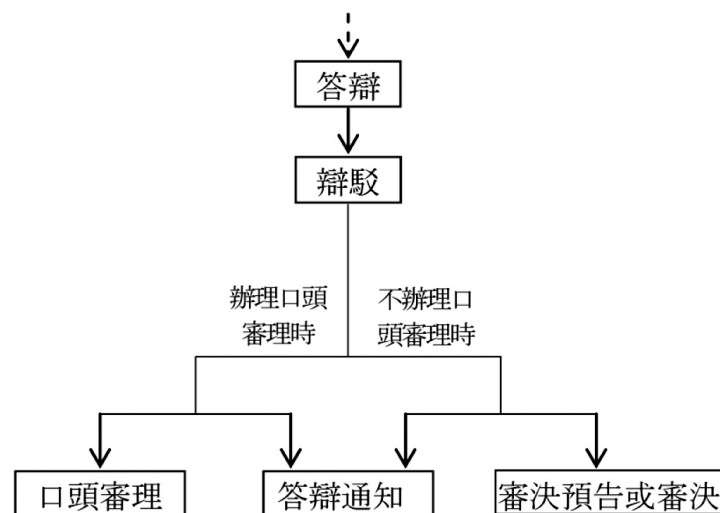 答辯
辯駁
辦理口頭
審理時
不辦理口
頭審理時
口頭審理
答辯通知
審決預告或審決